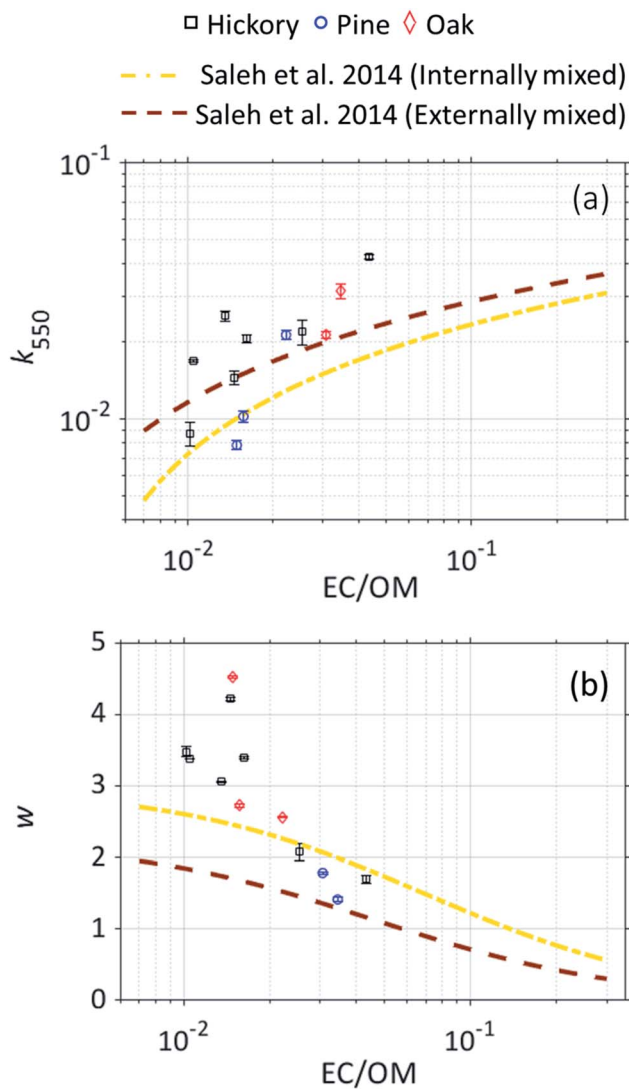 Hickory Pine Oak
Saleh et al. 2014 (Internally mixed)
Saleh et al. 2014 (Externally mixed)
10⁻¹
(a)
k₅₅₀
10⁻²
10⁻² 10⁻¹
EC/OM
5
(b)
4
3
w
2
1
0
10⁻² 10⁻¹
EC/OM